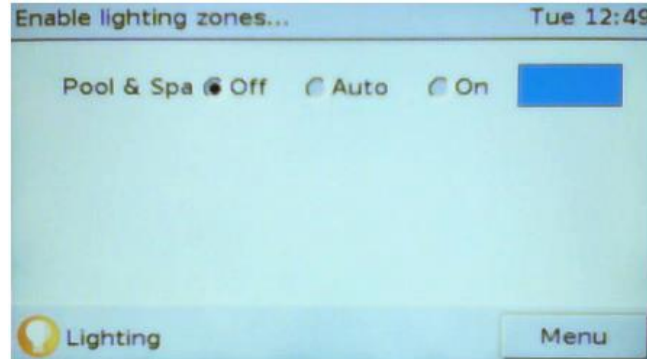 Enable lighting zones... Tue 12:49
Pool & Spa Off Auto On
Lighting Menu